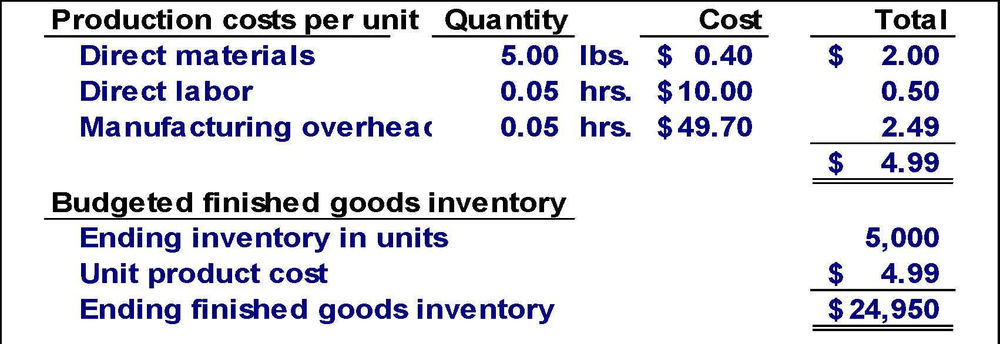 Production costs per unit Quantity Cost Total
Direct materials 5.00 lbs. $ 0.40 $ 2.00
Direct labor 0.05 hrs. $10.00 0.50
Manufacturing 0.05 hrs. $49.70 2.49
$ 4.99
Budgeted finished goods inventory
Ending inventory in units 5,000
Unit product cost $ 4.99
Ending finished goods inventory $24,950